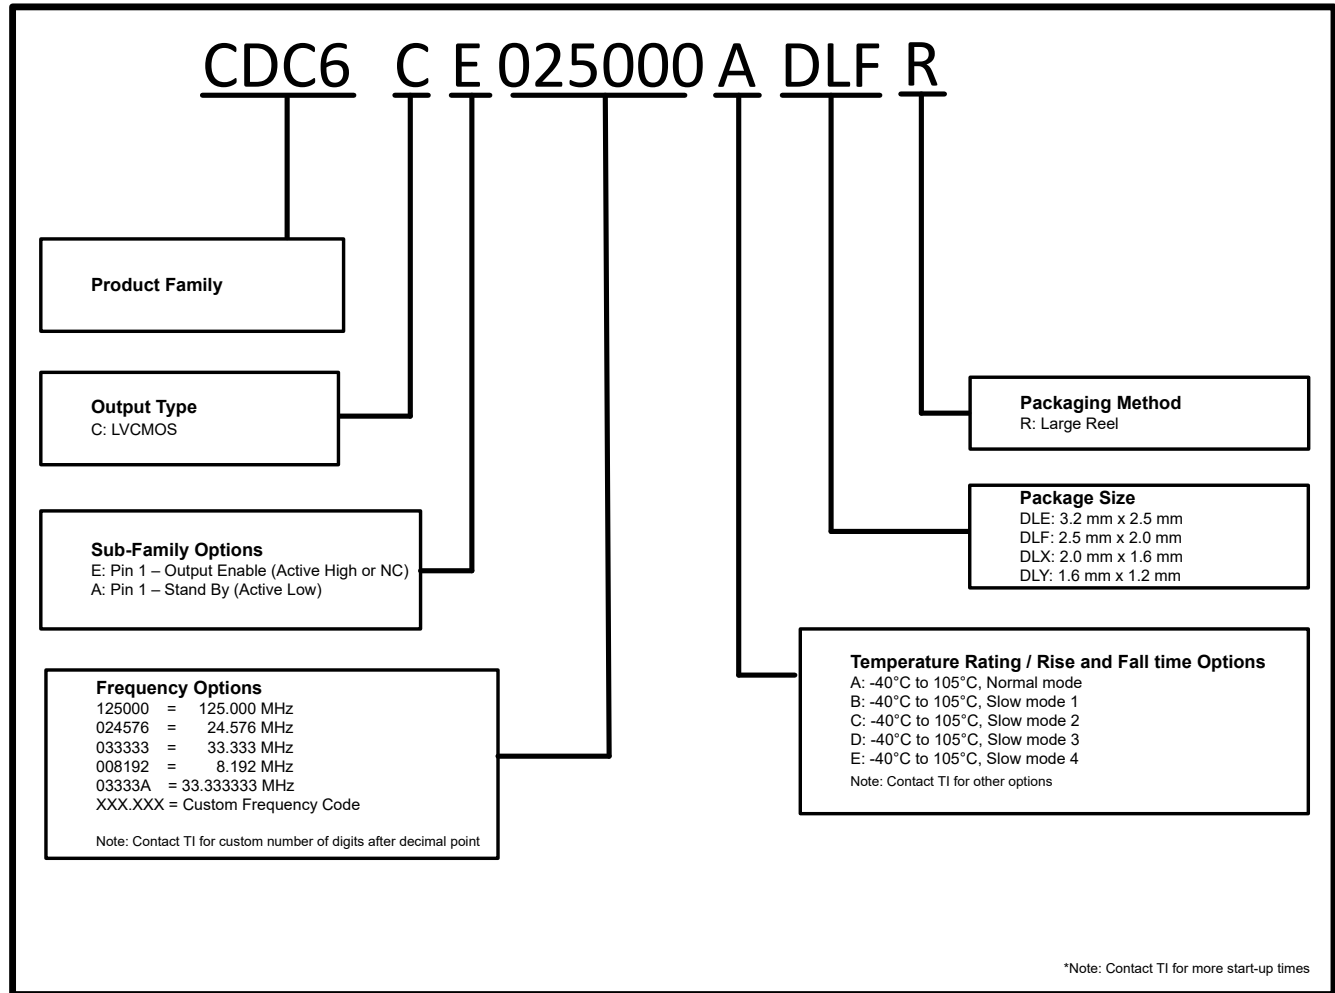 CDC6 C E 025000 A DLF R
Product Family
Output Type
C: LVCMOS
Sub-Family Options
E: Pin 1 – Output Enable (Active High or NC)
A: Pin 1 – Stand By (Active Low)
Frequency Options
125000 = 125.000 MHz
024576 = 24.576 MHz
033333 = 33.333 MHz
008192 = 8.192 MHz
03333A = 33.333333 MHz
XXX.XXX = Custom Frequency Code
Note: Contact TI for custom number of digits after decimal point
Packaging Method
R: Large Reel
Package Size
DLE: 3.2 mm x 2.5 mm
DLF: 2.5 mm x 2.0 mm
DLX: 2.0 mm x 1.6 mm
DLY: 1.6 mm x 1.2 mm
Temperature Rating / Rise and Fall time Options
A: -40°C to 105°C, Normal mode
B: -40°C to 105°C, Slow mode 1
C: -40°C to 105°C, Slow mode 2
D: -40°C to 105°C, Slow mode 3
E: -40°C to 105°C, Slow mode 4
Note: Contact TI for other options
*Note: Contact TI for more start-up times